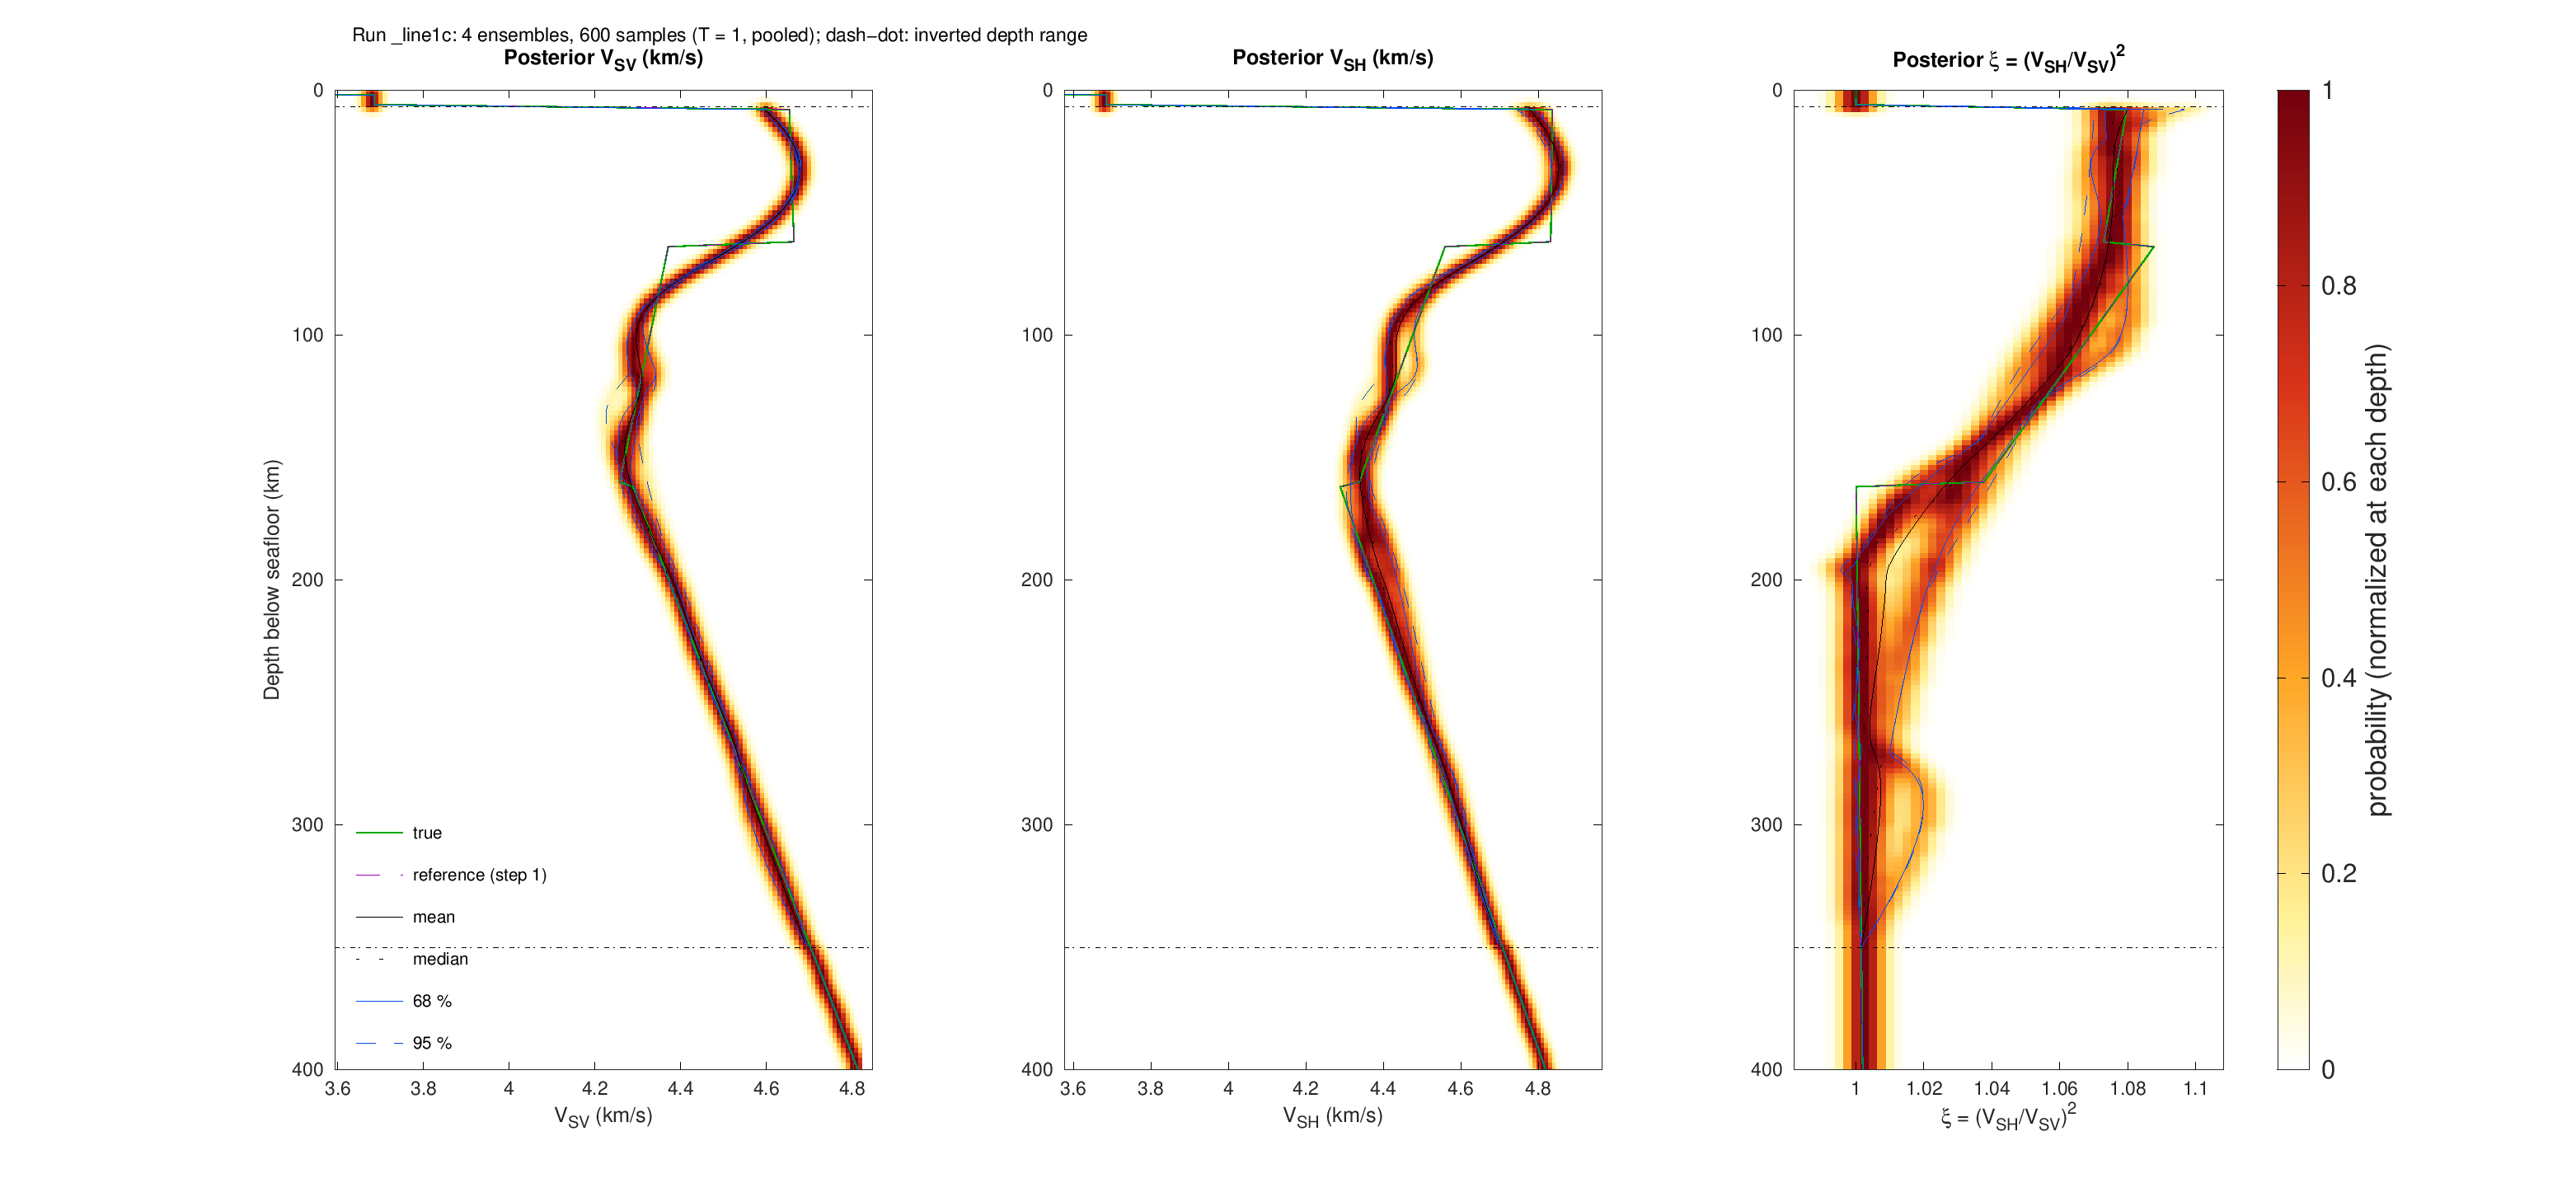 Run _line1c: 4 ensembles, 600 samples (T = 1, pooled); dash−dot: inverted depth range
Posterior V_SV (km/s)
0
100
200
300
400
Depth below seafloor (km)
true
reference (step 1)
mean
median
68 %
95 %
3.6 3.8 4 4.2 4.4 4.6 4.8
V_SV (km/s)
Posterior V_SH (km/s)
0
100
200
300
400
3.6 3.8 4 4.2 4.4 4.6 4.8
V_SH (km/s)
Posterior ξ = (V_SH/V_SV)^2
0
100
200
300
400
1 1.02 1.04 1.06 1.08 1.1
ξ = (V_SH/V_SV)^2
1
0.8
0.6
0.4
0.2
0
probability (normalized at each depth)